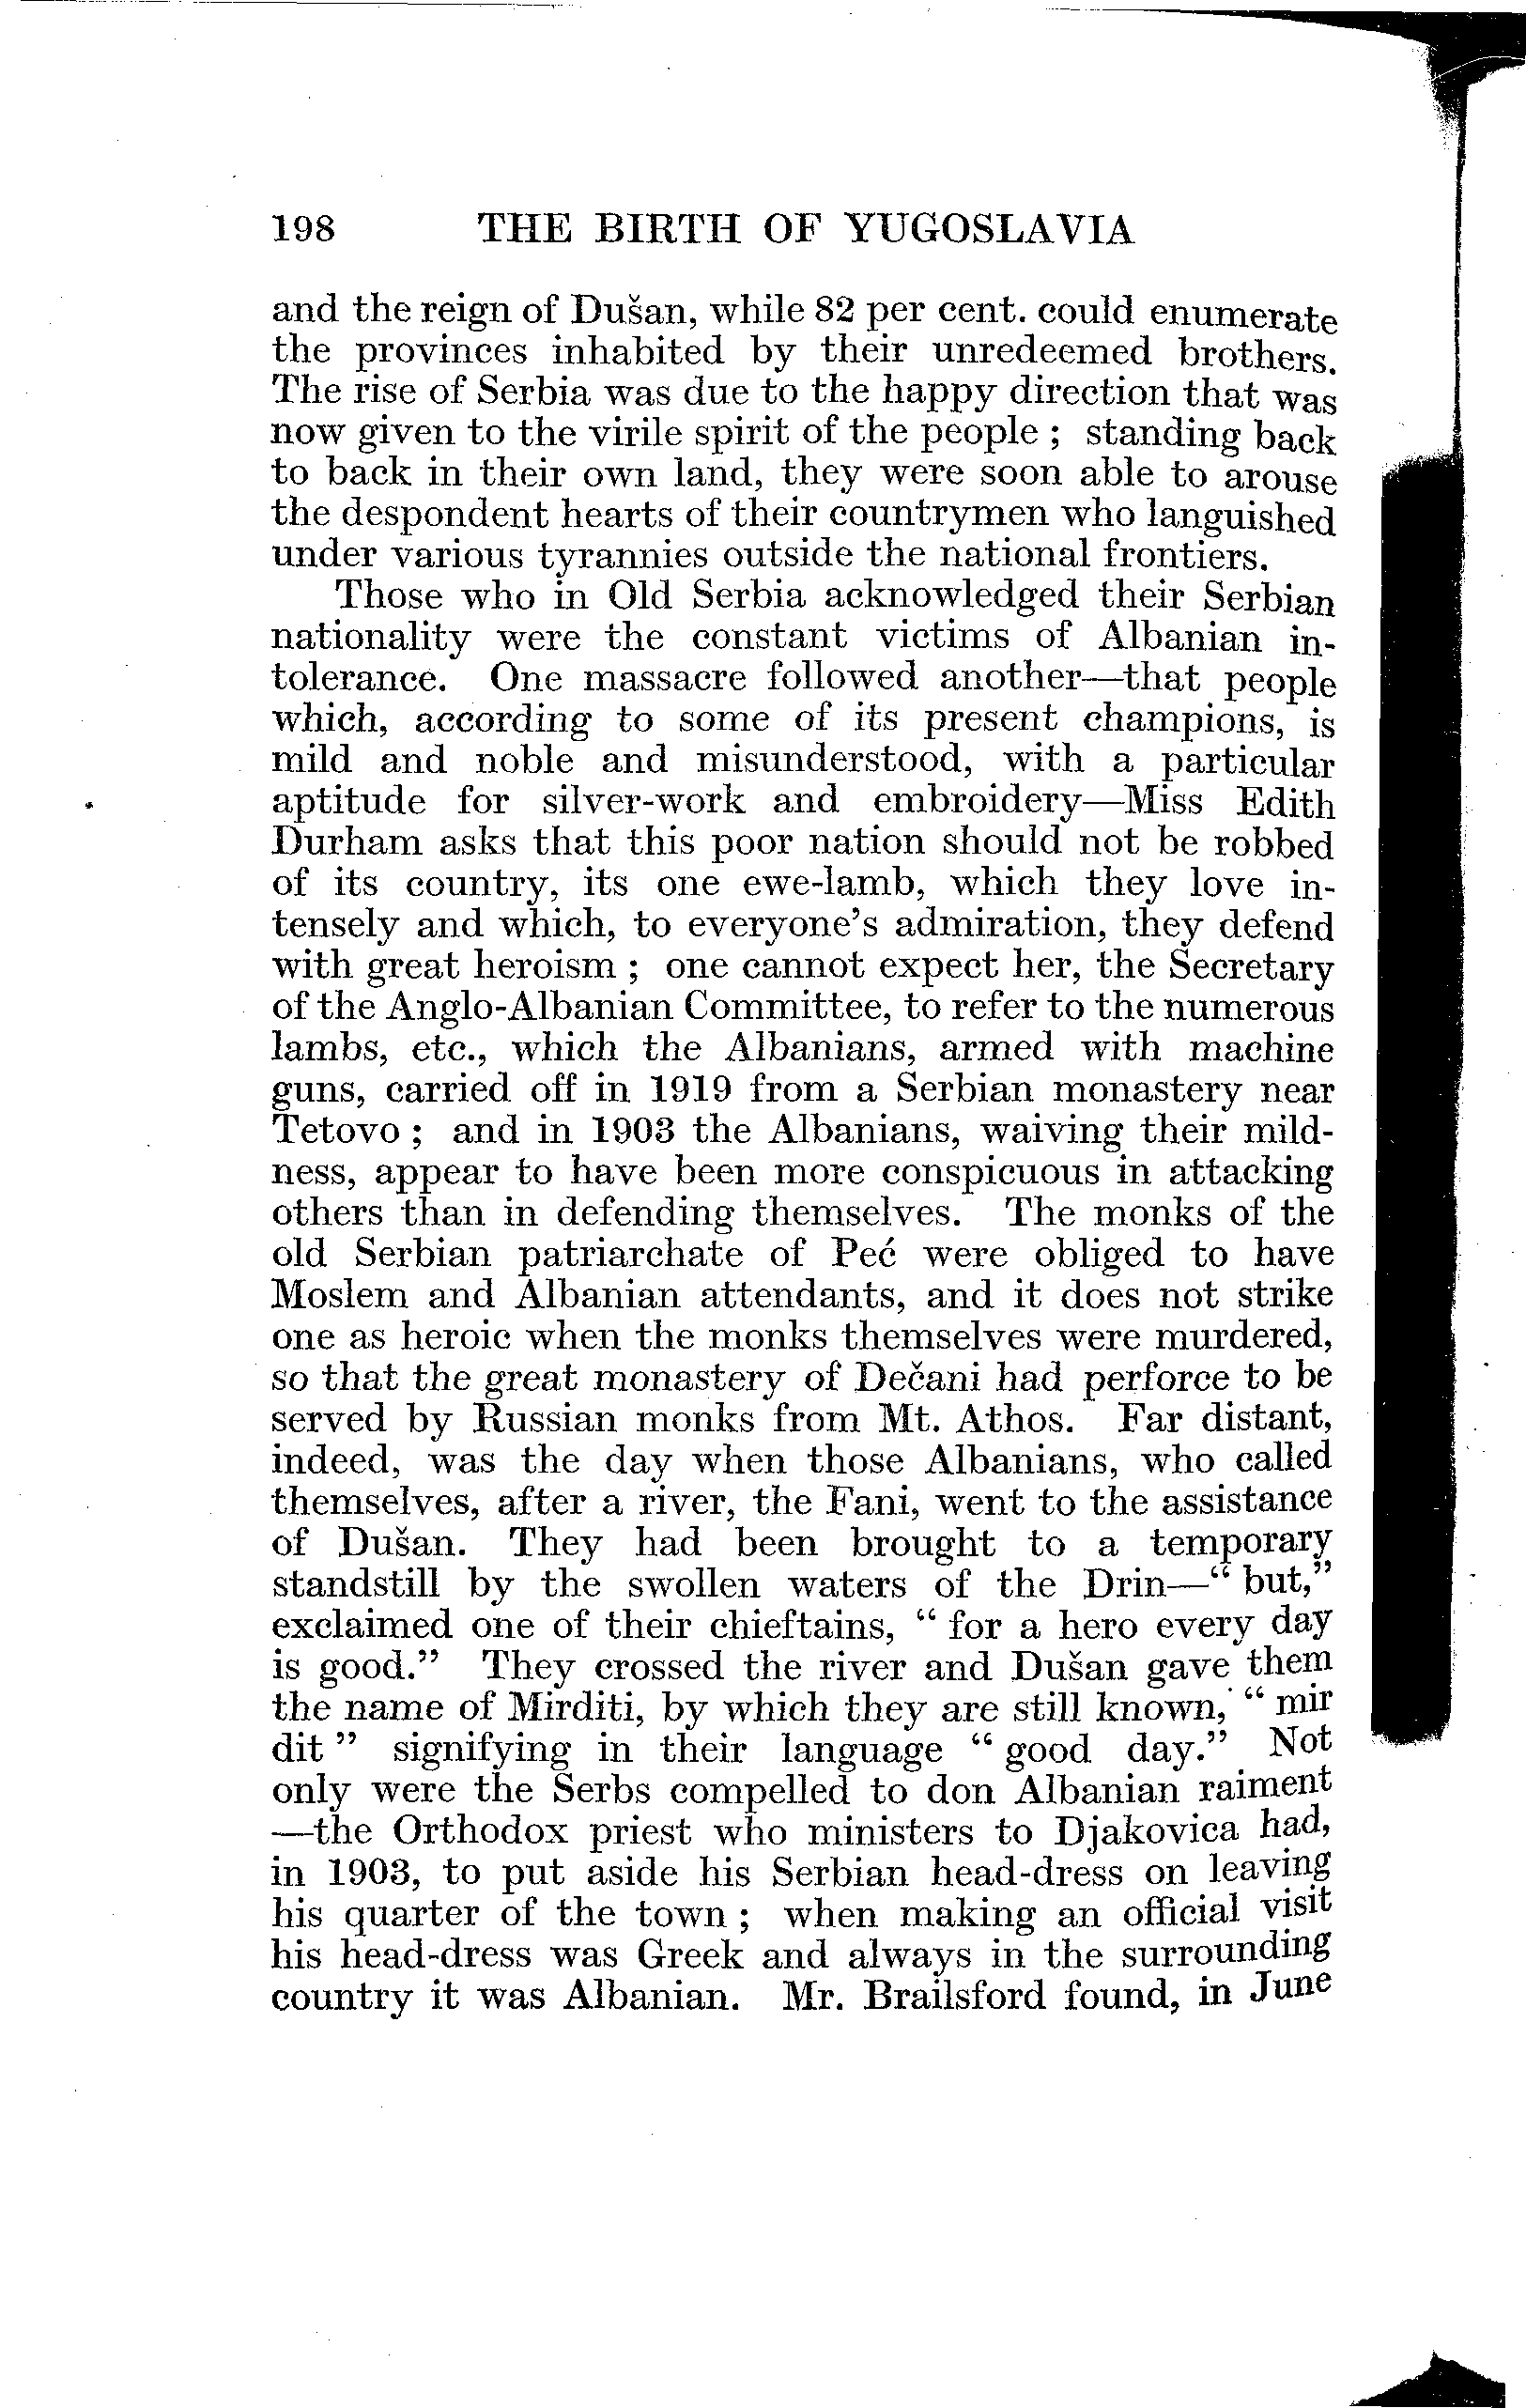 198 THE BIRTH OF YUGOSLAVIA
and the reign of Dušan, while 82 per cent. could enumerate
the provinces inhabited by their unredeemed brothers.
The rise of Serbia was due to the happy direction that was
now given to the virile spirit of the people ; standing back
to back in their own land, they were soon able to arouse
the despondent hearts of their countrymen who languished
under various tyrannies outside the national frontiers.
Those who in Old Serbia acknowledged their Serbian
nationality were the constant victims of Albanian in-
tolerance. One massacre followed another—that people
which, according to some of its present champions, is
mild and noble and misunderstood, with a particular
aptitude for silver-work and embroidery—Miss Edith
Durham asks that this poor nation should not be robbed
of its country, its one ewe-lamb, which they love in-
tensely and which, to everyone's admiration, they defend
with great heroism ; one cannot expect her, the Secretary
of the Anglo-Albanian Committee, to refer to the numerous
lambs, etc., which the Albanians, armed with machine
guns, carried off in 1919 from a Serbian monastery near
Tetovo ; and in 1903 the Albanians, waiving their mild-
ness, appear to have been more conspicuous in attacking
others than in defending themselves. The monks of the
old Serbian patriarchate of Peć were obliged to have
Moslem and Albanian attendants, and it does not strike
one as heroic when the monks themselves were murdered,
so that the great monastery of Dečani had perforce to be
served by Russian monks from Mt. Athos. Far distant,
indeed, was the day when those Albanians, who called
themselves, after a river, the Fani, went to the assistance
of Dušan. They had been brought to a temporary
standstill by the swollen waters of the Drin—“ but,”
exclaimed one of their chieftains, “ for a hero every day
is good.” They crossed the river and Dušan gave them
the name of Mirditi, by which they are still known, “ mir
dit ” signifying in their language “ good day.” Not
only were the Serbs compelled to don Albanian raiment
—the Orthodox priest who ministers to Djakovica had,
in 1903, to put aside his Serbian head-dress on leaving
his quarter of the town ; when making an official visit
his head-dress was Greek and always in the surrounding
country it was Albanian. Mr. Brailsford found, in June